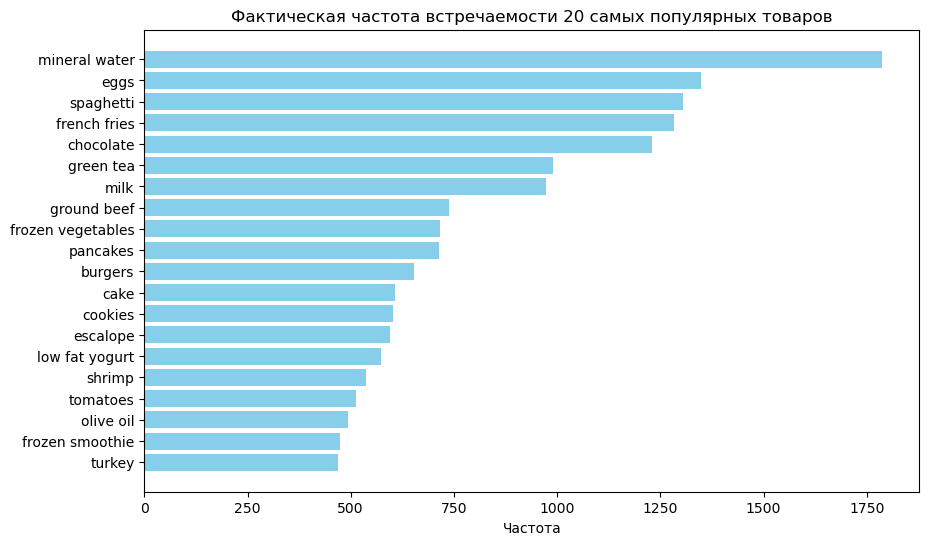 Фактическая частота встречаемости 20 самых популярных товаров
mineral water
eggs
spaghetti
french fries
chocolate
green tea
milk
ground beef
frozen vegetables
pancakes
burgers
cake
cookies
escalope
low fat yogurt
shrimp
tomatoes
olive oil
frozen smoothie
turkey
0 250 500 750 1000 1250 1500 1750
Частота